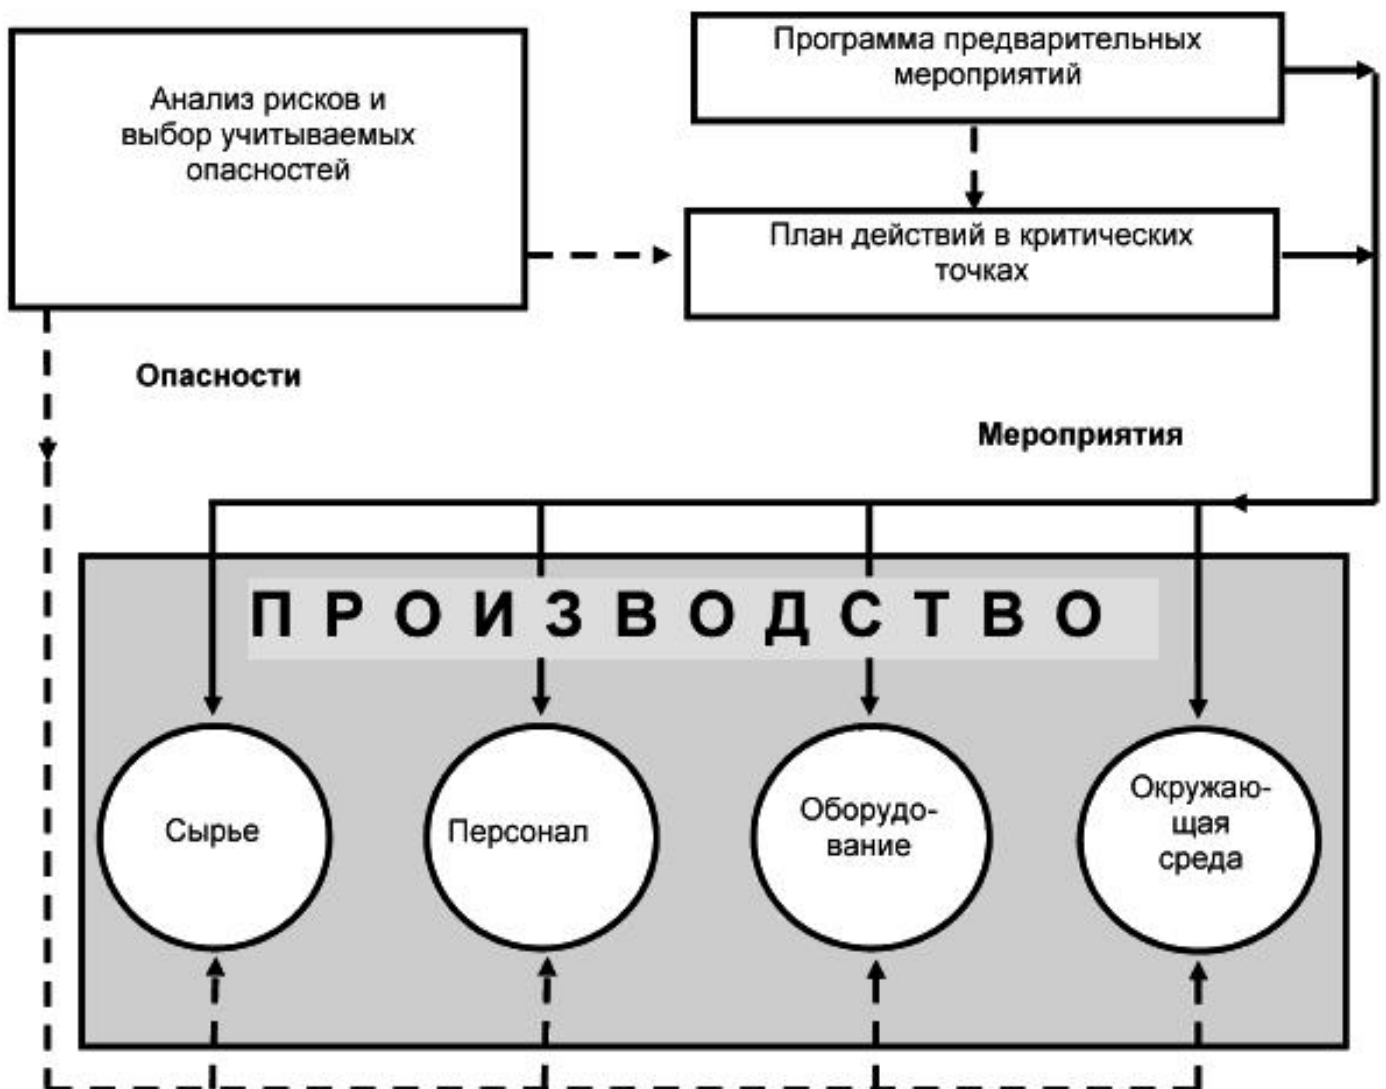 Программа предварительных
мероприятий
Анализ рисков и
выбор учитываемых
опасностей
План действий в критических
точках
Опасности
Мероприятия
ПРОИЗВОДСТВО
Сырье
Персонал
Оборудо-
вание
Окружаю-
щая
среда